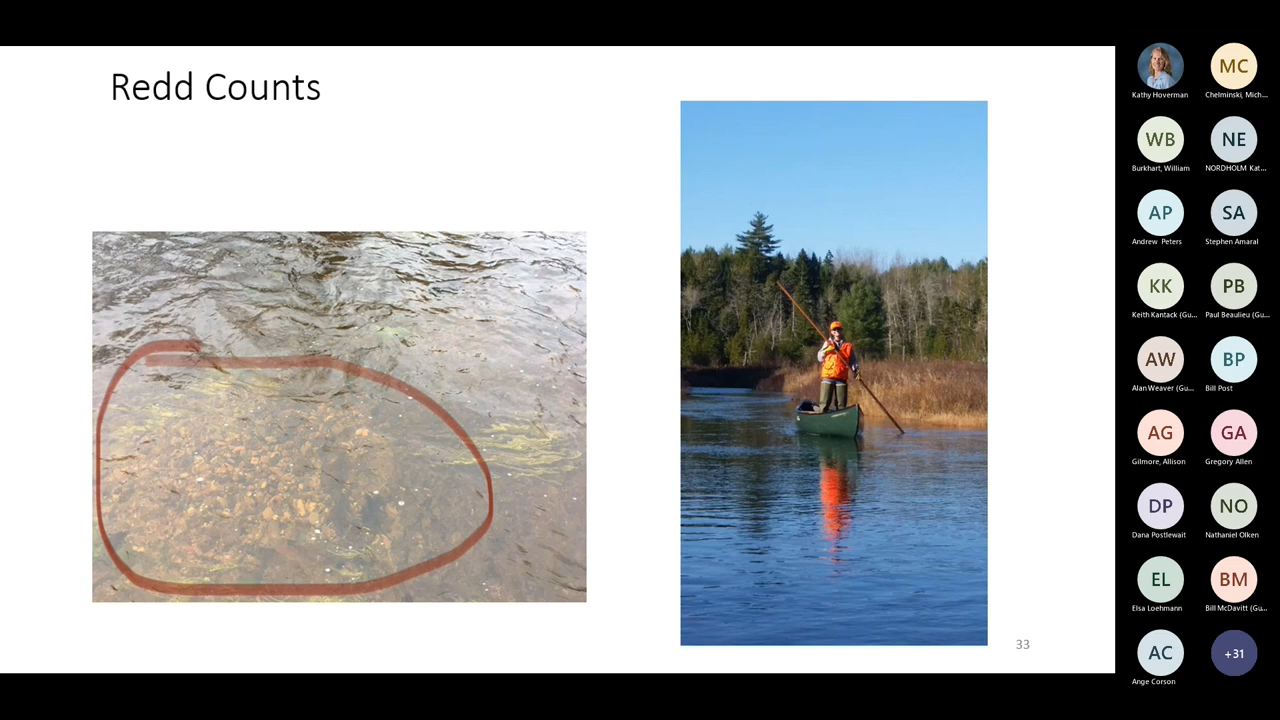 Redd Counts
33
Kathy Hoverman
MC
Chelminski, Mich...
WB
Burkhart, William
NE
NORDHOLM Kat...
AP
Andrew Peters
SA
Stephen Amaral
KK
Keith Kantack (Gu...
PB
Paul Beaulieu (Gu...
AW
Alan Weaver (Gu...
BP
Bill Post
AG
Gilmore, Allison
GA
Gregory Allen
DP
Dana Postlewait
NO
Nathaniel Olken
EL
Elsa Loehmann
BM
Bill McDavitt (Gu...
AC
Ange Corson
+31